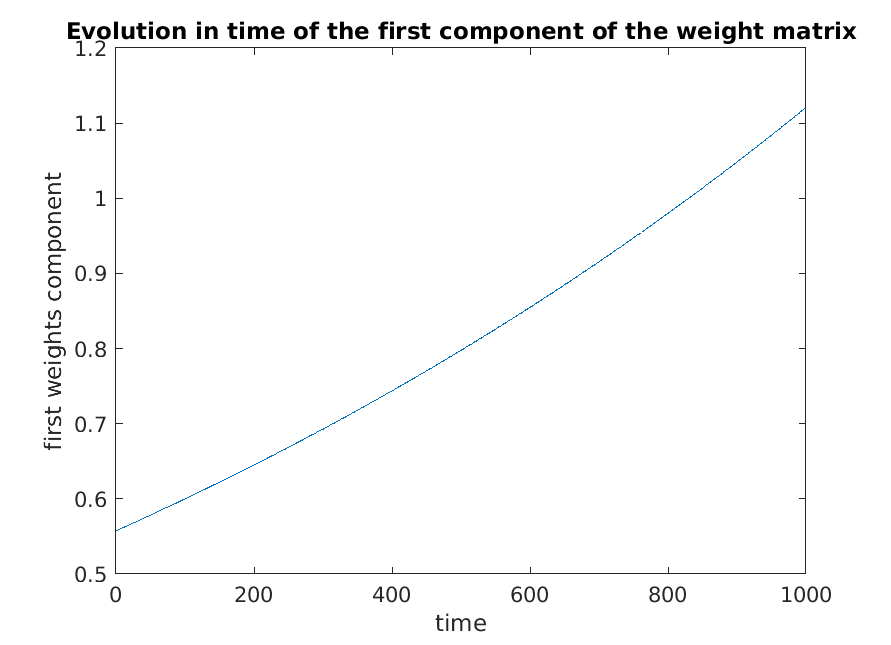 Evolution in time of the first component of the weight matrix
1.2
1.1
1
0.9
0.8
0.7
0.6
0.5
first weights component
0 200 400 600 800 1000
time